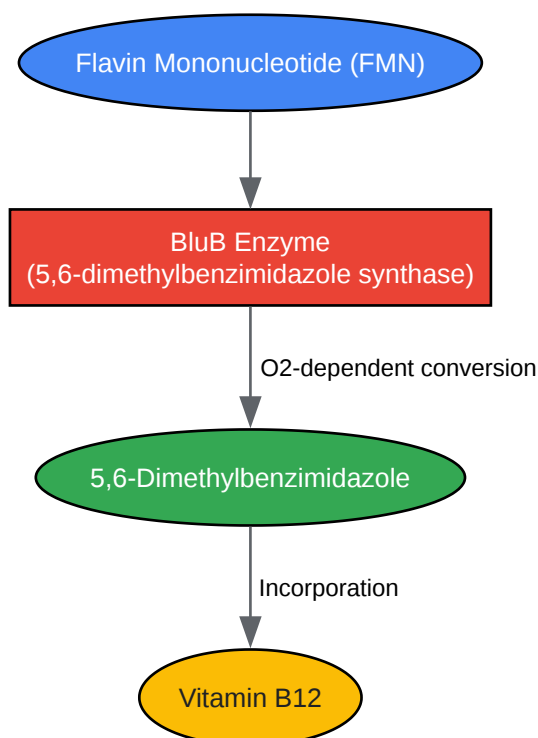 Flavin Mononucleotide (FMN)
BluB Enzyme
(5,6-dimethylbenzimidazole synthase)
O2-dependent conversion
5,6-Dimethylbenzimidazole
Incorporation
Vitamin B12